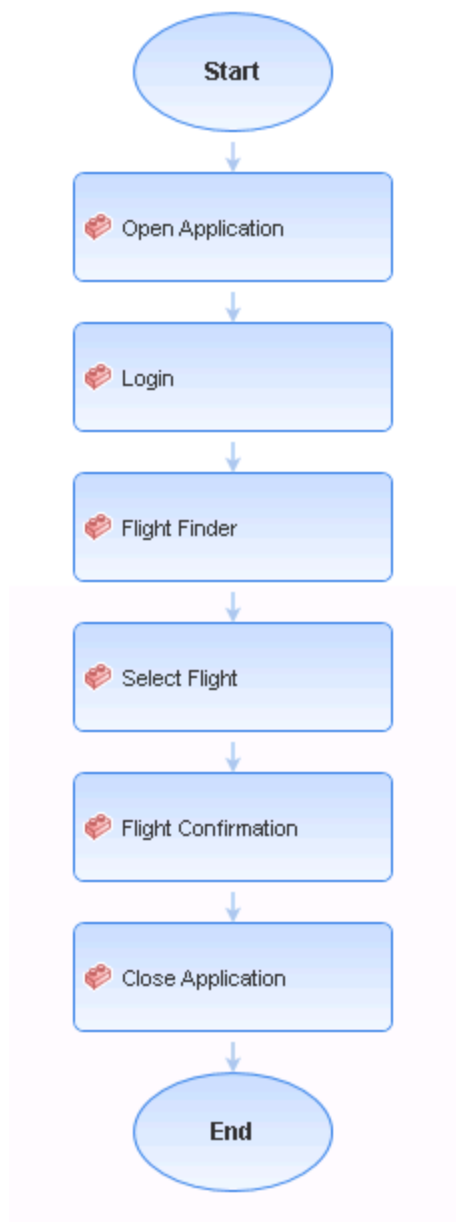 Start
Open Application
Login
Flight Finder
Select Flight
Flight Confirmation
Close Application
End